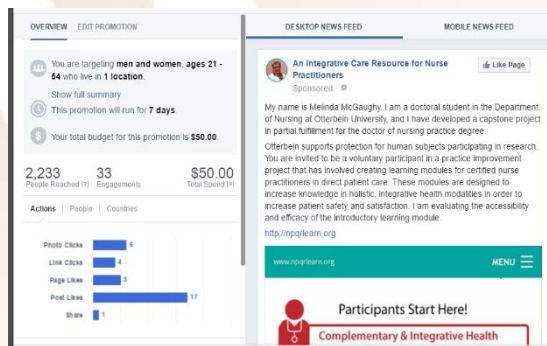 OVERVIEW EDIT PROMOTION
You are targeting men and women, ages 21 -
64 who live in 1 location.
Show full summary
This promotion will run for 7 days.
Your total budget for this promotion is $50.00.
2,233 33 $50.00
People Reached [?] Engagements Total Spend [?]
Actions People Countries
Photo Clicks 6
Link Clicks 4
Page Likes 5
Post Likes 17
Share 1
DESKTOP NEWS FEED MOBILE NEWS FEED
An Integrative Care Resource for Nurse
Practitioners
Sponsored ·
Like Page
My name is Melinda McGaughy. I am a doctoral student in the Department
of Nursing at Otterbein University, and I have developed a capstone project
in partial fulfillment for the doctor of nursing practice degree.
Otterbein supports protection for human subjects participating in research.
You are invited to be a voluntary participant in a practice improvement
project that has involved creating learning modules for certified nurse
practitioners in direct patient care. These modules are designed to
increase knowledge in holistic, integrative health modalities in order to
increase patient safety and satisfaction. I am evaluating the accessibility
and efficacy of the introductory learning module.
http://npqrlearn.org
www.npqrlearn.org MENU
Participants Start Here!
Complementary & Integrative Health